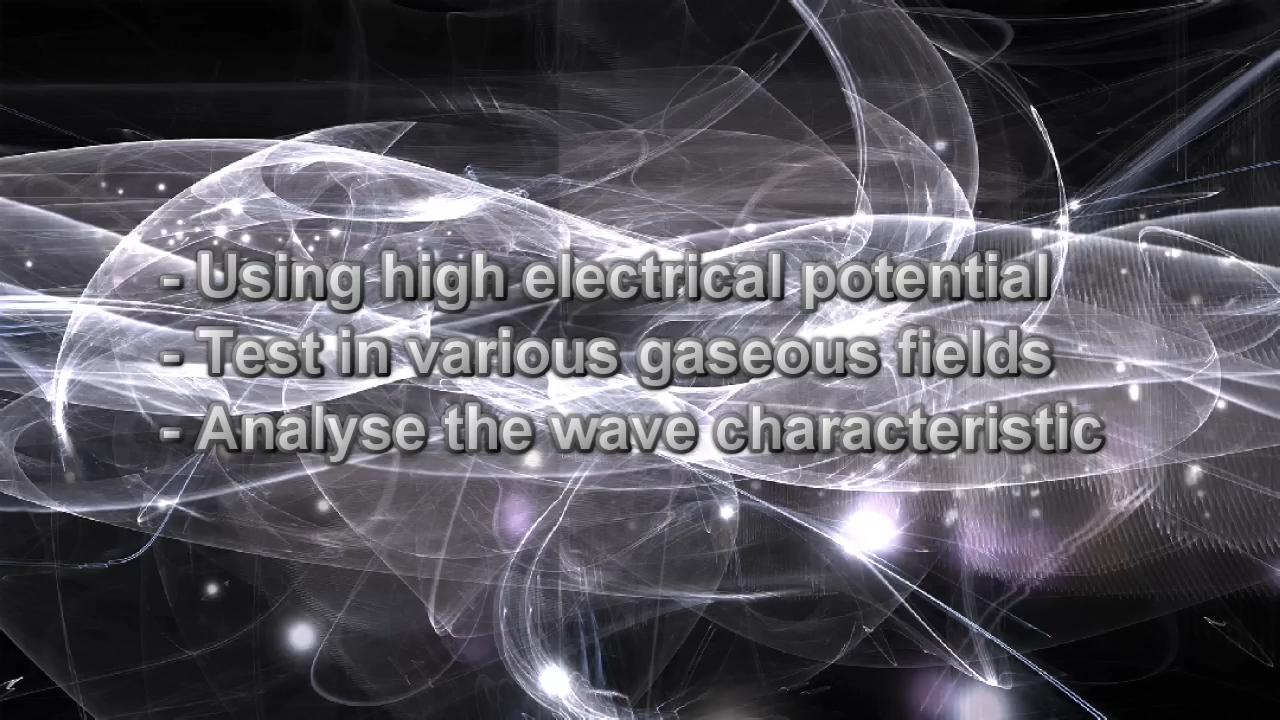 - Using high electrical potential
- Test in various gaseous fields
- Analyse the wave characteristic